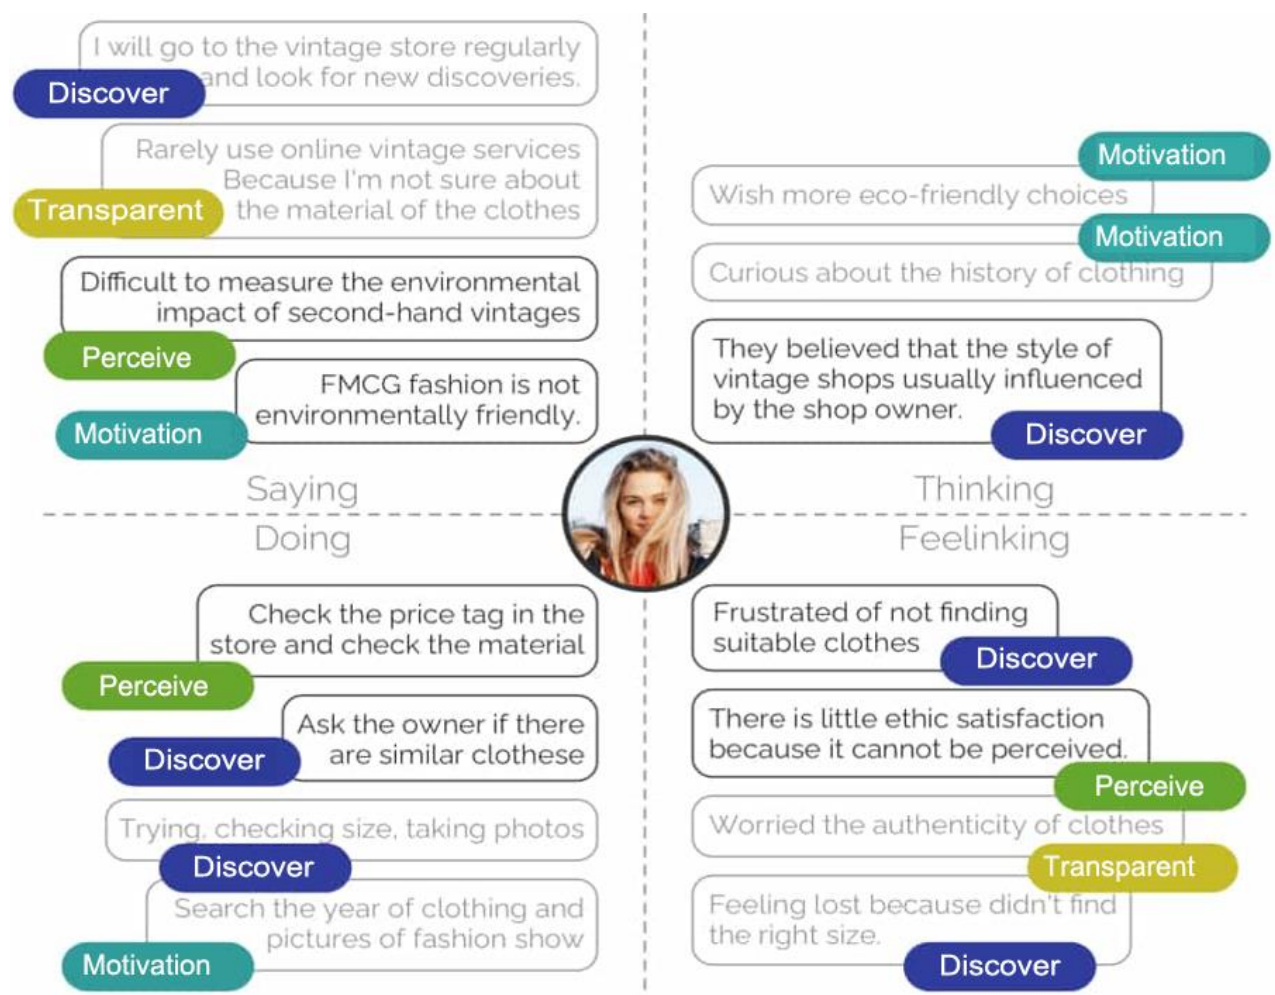 I will go to the vintage store regularly
and look for new discoveries.
Discover
Rarely use online vintage services
Because I'm not sure about
the material of the clothes
Transparent
Difficult to measure the environmental
impact of second-hand vintages
Perceive
FMCG fashion is not
environmentally friendly.
Motivation
Saying
Motivation
Wish more eco-friendly choices
Motivation
Curious about the history of clothing
They believed that the style of
vintage shops usually influenced
by the shop owner.
Discover
Thinking
Doing
Check the price tag in the
store and check the material
Perceive
Ask the owner if there
are similar clothese
Discover
Trying, checking size, taking photos
Discover
Search the year of clothing and
pictures of fashion show
Motivation
Feelinking
Frustrated of not finding
suitable clothes
Discover
There is little ethic satisfaction
because it cannot be perceived.
Perceive
Worried the authenticity of clothes
Transparent
Feeling lost because didn't find
the right size.
Discover